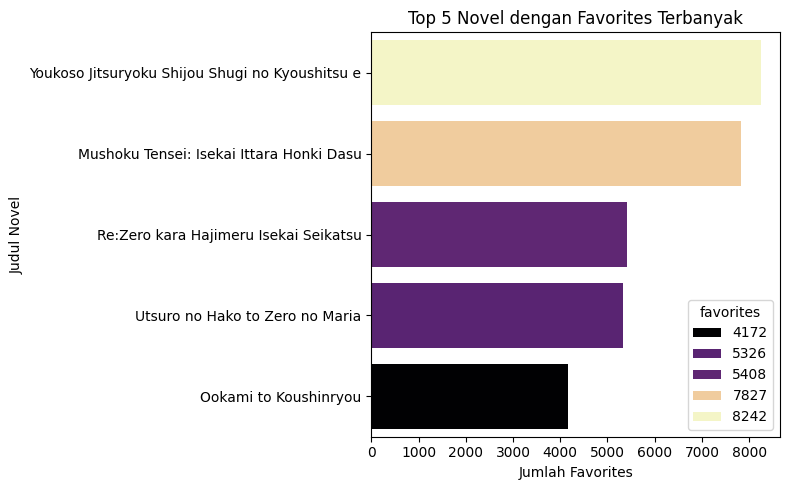 Top 5 Novel dengan Favorites Terbanyak
Judul Novel
Youkoso Jitsuryoku Shijou Shugi no Kyoushitsu e
Mushoku Tensei: Isekai Ittara Honki Dasu
Re:Zero kara Hajimeru Isekai Seikatsu
Utsuro no Hako to Zero no Maria
Ookami to Koushinryou
favorites
4172
5326
5408
7827
8242
0 1000 2000 3000 4000 5000 6000 7000 8000
Jumlah Favorites